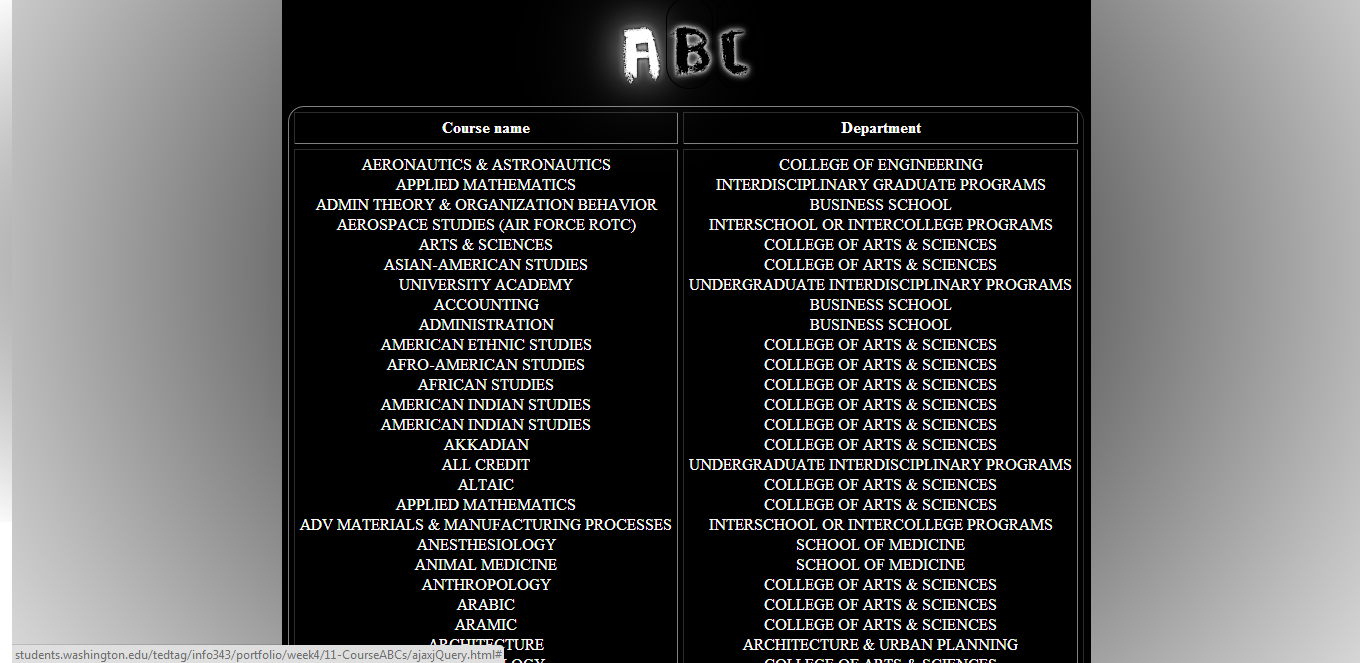 ABC
Course name Department
AERONAUTICS & ASTRONAUTICS COLLEGE OF ENGINEERING
APPLIED MATHEMATICS INTERDISCIPLINARY GRADUATE PROGRAMS
ADMIN THEORY & ORGANIZATION BEHAVIOR BUSINESS SCHOOL
AEROSPACE STUDIES (AIR FORCE ROTC) INTERSCHOOL OR INTERCOLLEGE PROGRAMS
ARTS & SCIENCES COLLEGE OF ARTS & SCIENCES
ASIAN-AMERICAN STUDIES COLLEGE OF ARTS & SCIENCES
UNIVERSITY ACADEMY UNDERGRADUATE INTERDISCIPLINARY PROGRAMS
ACCOUNTING BUSINESS SCHOOL
ADMINISTRATION BUSINESS SCHOOL
AMERICAN ETHNIC STUDIES COLLEGE OF ARTS & SCIENCES
AFRO-AMERICAN STUDIES COLLEGE OF ARTS & SCIENCES
AFRICAN STUDIES COLLEGE OF ARTS & SCIENCES
AMERICAN INDIAN STUDIES COLLEGE OF ARTS & SCIENCES
AMERICAN INDIAN STUDIES COLLEGE OF ARTS & SCIENCES
AKKADIAN COLLEGE OF ARTS & SCIENCES
ALL CREDIT UNDERGRADUATE INTERDISCIPLINARY PROGRAMS
ALTAIC COLLEGE OF ARTS & SCIENCES
APPLIED MATHEMATICS COLLEGE OF ARTS & SCIENCES
ADV MATERIALS & MANUFACTURING PROCESSES INTERSCHOOL OR INTERCOLLEGE PROGRAMS
ANESTHESIOLOGY SCHOOL OF MEDICINE
ANIMAL MEDICINE SCHOOL OF MEDICINE
ANTHROPOLOGY COLLEGE OF ARTS & SCIENCES
ARABIC COLLEGE OF ARTS & SCIENCES
ARAMIC COLLEGE OF ARTS & SCIENCES
ARCHITECTURE ARCHITECTURE & URBAN PLANNING
COLLEGE OF ARTS & SCIENCES
students.washington.edu/tedtag/info343/portfolio/week4/11-CourseABCs/ajaxjQuery.html#